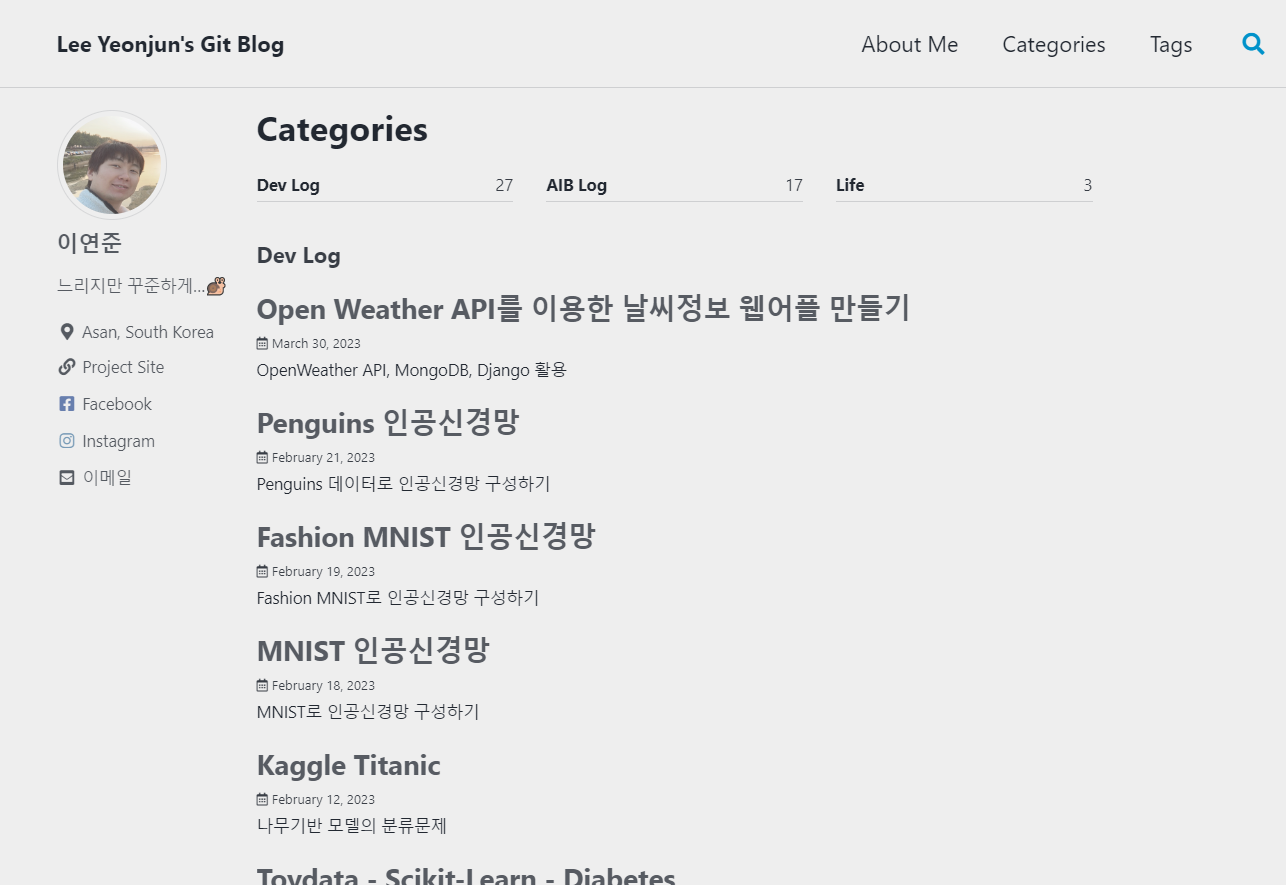 Lee Yeonjun's Git Blog
About Me Categories Tags
이연준
느리지만 꾸준하게...🐌
Asan, South Korea
Project Site
Facebook
Instagram
이메일
Categories
Dev Log 27
AIB Log 17
Life 3
Dev Log
Open Weather API를 이용한 날씨정보 웹어플 만들기
March 30, 2023
OpenWeather API, MongoDB, Django 활용
Penguins 인공신경망
February 21, 2023
Penguins 데이터로 인공신경망 구성하기
Fashion MNIST 인공신경망
February 19, 2023
Fashion MNIST로 인공신경망 구성하기
MNIST 인공신경망
February 18, 2023
MNIST로 인공신경망 구성하기
Kaggle Titanic
February 12, 2023
나무기반 모델의 분류문제
Toydata - Scikit-Learn - Diabetes